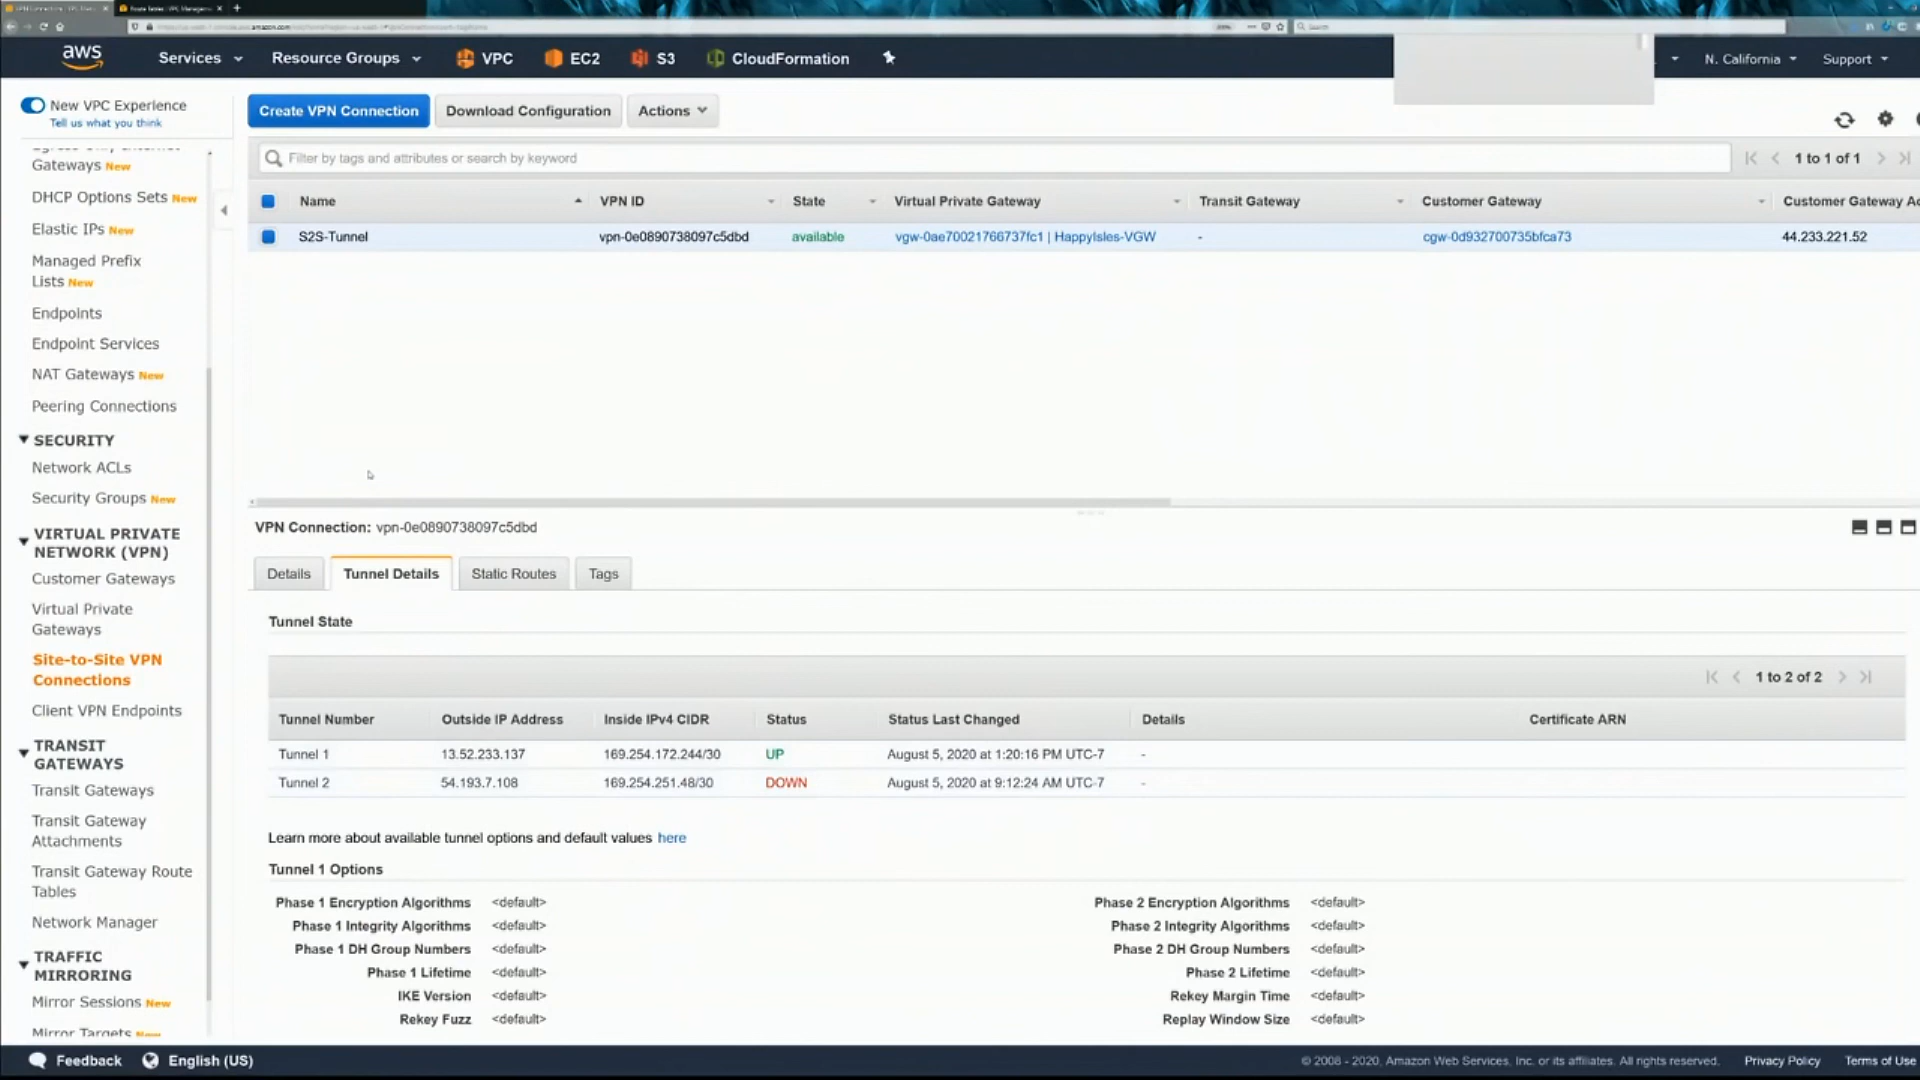 aws
Services
Resource Groups
VPC
EC2
S3
CloudFormation
N. California
Support
New VPC Experience
Tell us what you think
Create VPN Connection
Download Configuration
Actions
Filter by tags and attributes or search by keyword
1 to 1 of 1
Name
VPN ID
State
Virtual Private Gateway
Transit Gateway
Customer Gateway
Customer Gateway
S2S-Tunnel
vpn-0e0890738097c5dbd
available
vgw-0ae70021766737fc1 | HappyIsles-VGW
-
cgw-0d932700735bfca73
44.233.221.52
Gateways New
DHCP Options Sets New
Elastic IPs New
Managed Prefix
Lists New
Endpoints
Endpoint Services
NAT Gateways New
Peering Connections
SECURITY
Network ACLs
Security Groups New
VIRTUAL PRIVATE
NETWORK (VPN)
Customer Gateways
Virtual Private
Gateways
Site-to-Site VPN
Connections
Client VPN Endpoints
TRANSIT
GATEWAYS
Transit Gateways
Transit Gateway
Attachments
Transit Gateway Route
Tables
Network Manager
TRAFFIC
MIRRORING
Mirror Sessions New
Mirror Targets New
VPN Connection: vpn-0e0890738097c5dbd
Details
Tunnel Details
Static Routes
Tags
Tunnel State
1 to 2 of 2
Tunnel Number
Outside IP Address
Inside IPv4 CIDR
Status
Status Last Changed
Details
Certificate ARN
Tunnel 1
13.52.233.137
169.254.172.244/30
UP
August 5, 2020 at 1:20:16 PM UTC-7
-
Tunnel 2
54.193.7.108
169.254.251.48/30
DOWN
August 5, 2020 at 9:12:24 AM UTC-7
-
Learn more about available tunnel options and default values here
Tunnel 1 Options
Phase 1 Encryption Algorithms <default>
Phase 1 Integrity Algorithms <default>
Phase 1 DH Group Numbers <default>
Phase 1 Lifetime <default>
IKE Version <default>
Rekey Fuzz <default>
Phase 2 Encryption Algorithms <default>
Phase 2 Integrity Algorithms <default>
Phase 2 DH Group Numbers <default>
Phase 2 Lifetime <default>
Rekey Margin Time <default>
Replay Window Size <default>
Feedback
English (US)
© 2008 - 2020, Amazon Web Services, Inc. or its affiliates. All rights reserved.
Privacy Policy
Terms of Use